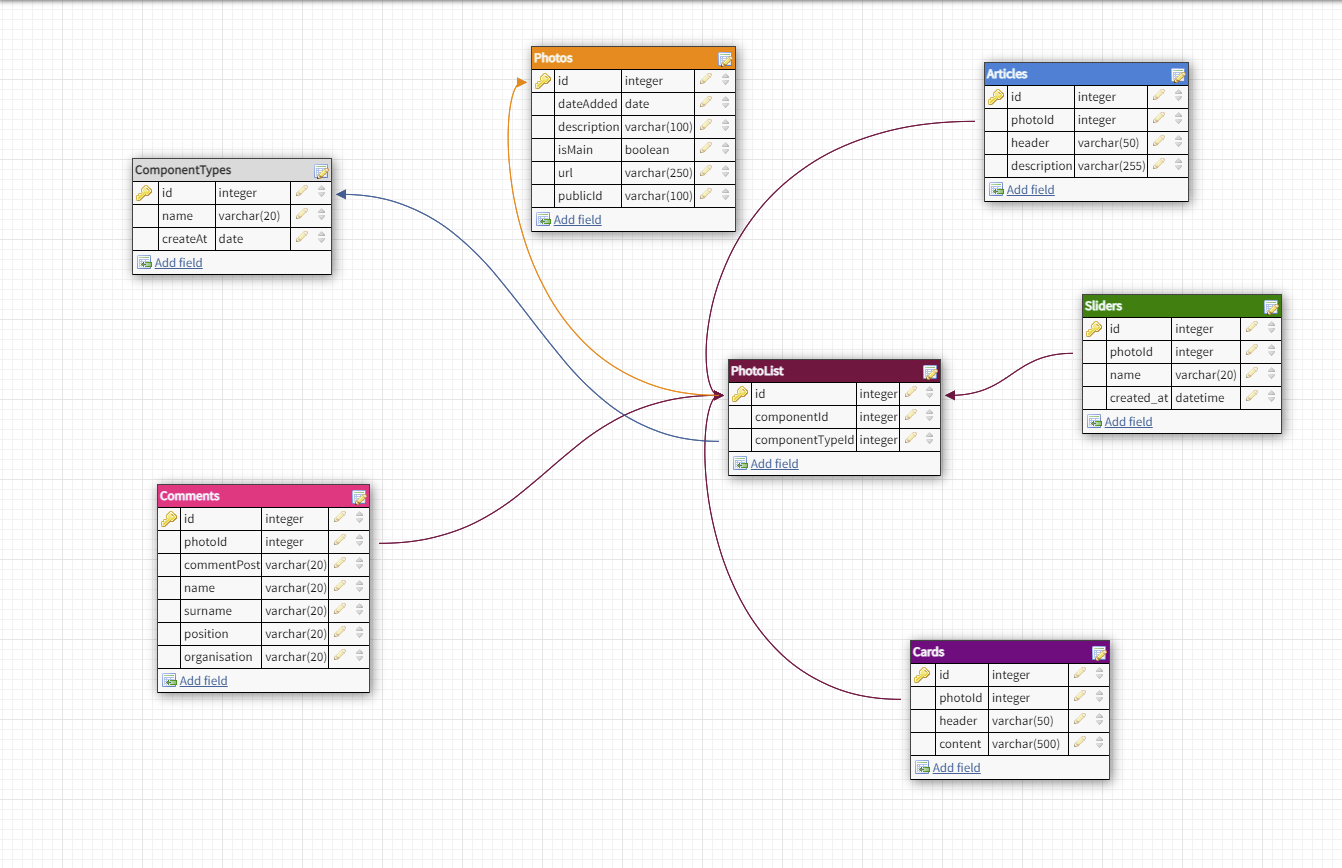 Photos
id integer
dateAdded date
description varchar(100)
isMain boolean
url varchar(250)
publicId varchar(100)
Add field
Articles
id integer
photoId integer
header varchar(50)
description varchar(255)
Add field
ComponentTypes
id integer
name varchar(20)
createAt date
Add field
Sliders
id integer
photoId integer
name varchar(20)
created_at datetime
Add field
PhotoList
id integer
componentId integer
componentTypeId integer
Add field
Comments
id integer
photoId integer
commentPost varchar(20)
name varchar(20)
surname varchar(20)
position varchar(20)
organisation varchar(20)
Add field
Cards
id integer
photoId integer
header varchar(50)
content varchar(500)
Add field